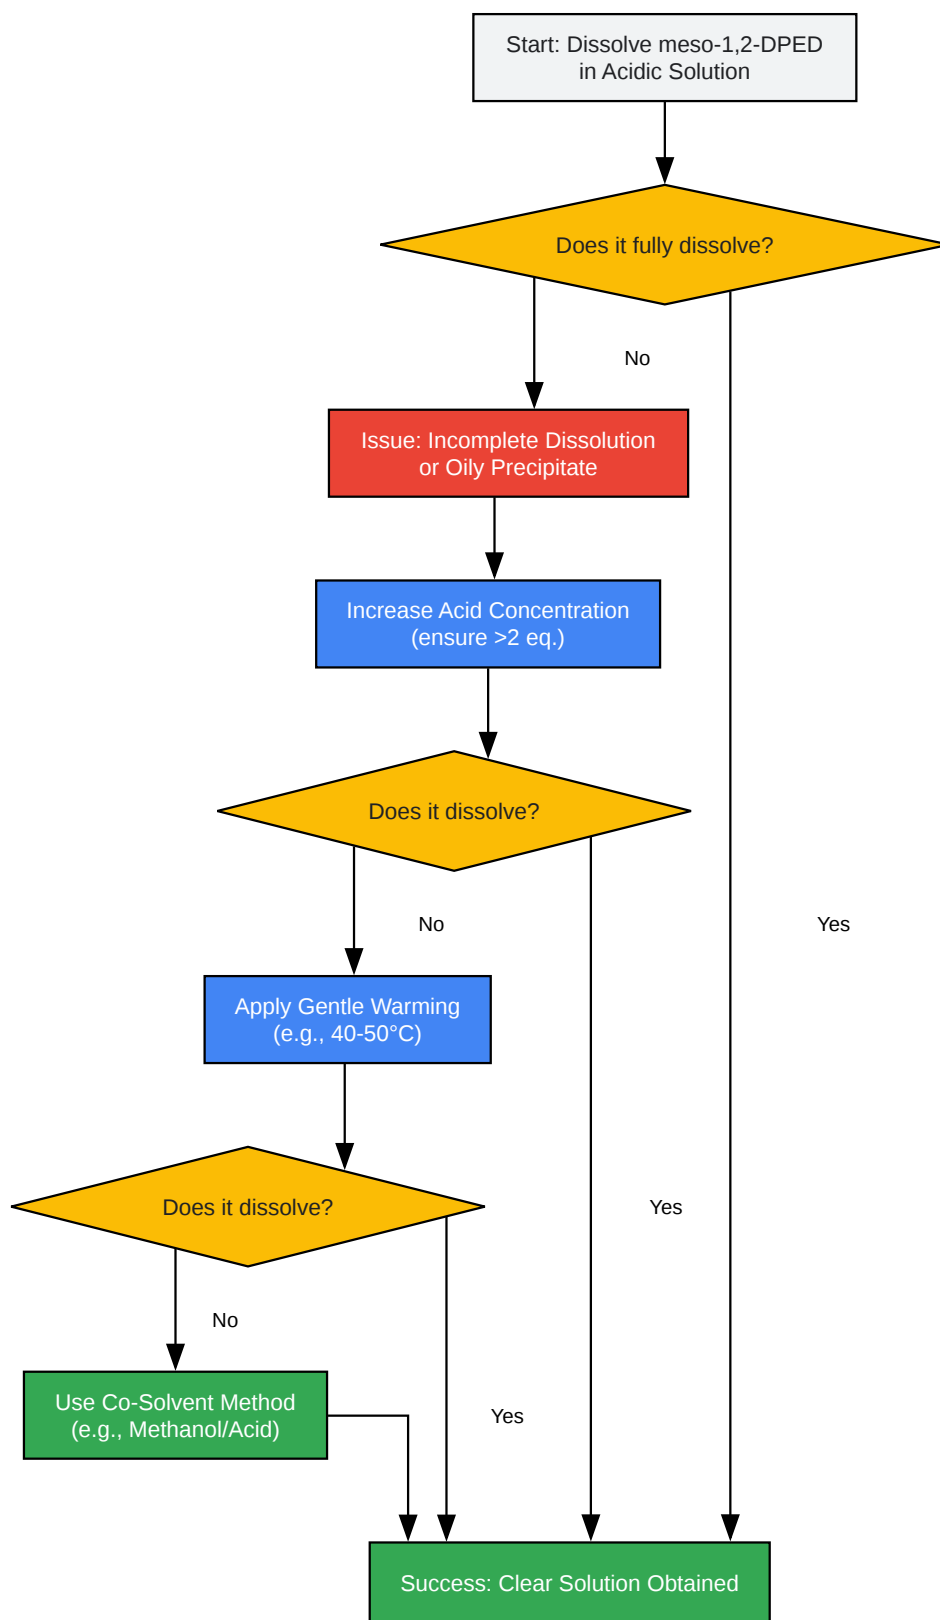 Start: Dissolve meso-1,2-DPED
in Acidic Solution
Does it fully dissolve?
No
Issue: Incomplete Dissolution
or Oily Precipitate
Increase Acid Concentration
(ensure >2 eq.)
Does it dissolve?
No
Yes
Apply Gentle Warming
(e.g., 40-50°C)
Does it dissolve?
Yes
No
Use Co-Solvent Method
(e.g., Methanol/Acid)
Yes
Success: Clear Solution Obtained